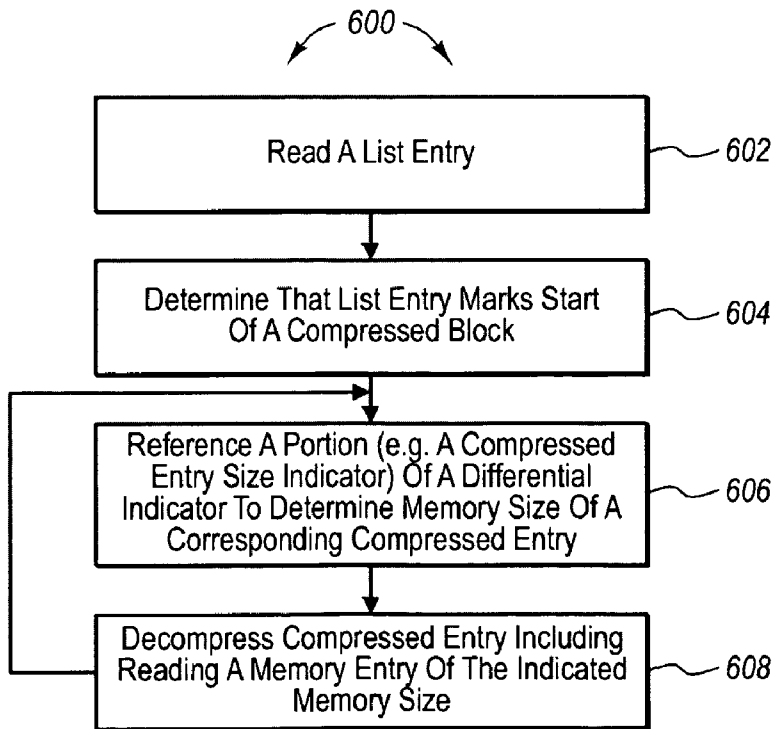 600
Read A List Entry
602
Determine That List Entry Marks Start
Of A Compressed Block
604
Reference A Portion (e.g. A Compressed
Entry Size Indicator) Of A Differential
Indicator To Determine Memory Size Of A
Corresponding Compressed Entry
606
Decompress Compressed Entry Including
Reading A Memory Entry Of The Indicated
Memory Size
608